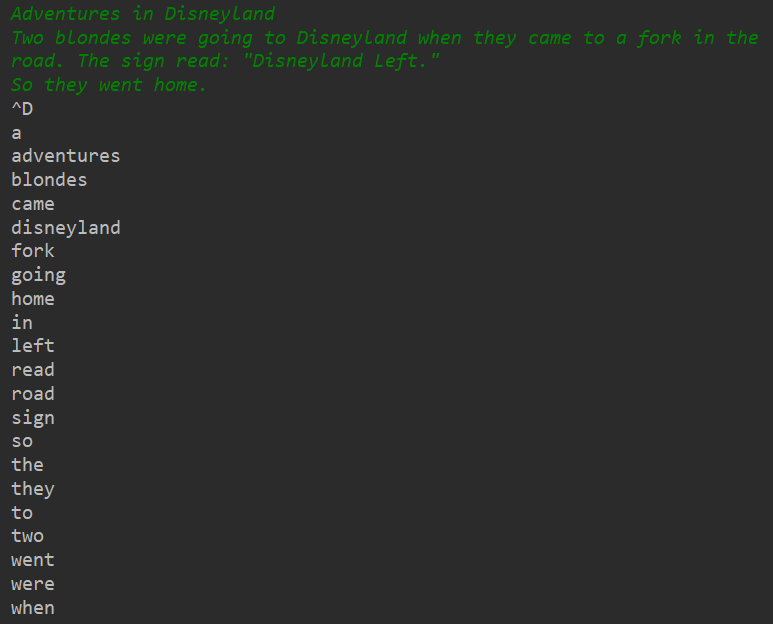 Adventures in Disneyland
Two blondes were going to Disneyland when they came to a fork in the
road. The sign read: "Disneyland Left."
So they went home.
^D
a
adventures
blondes
came
disneyland
fork
going
home
in
left
read
road
sign
so
the
they
to
two
went
were
when